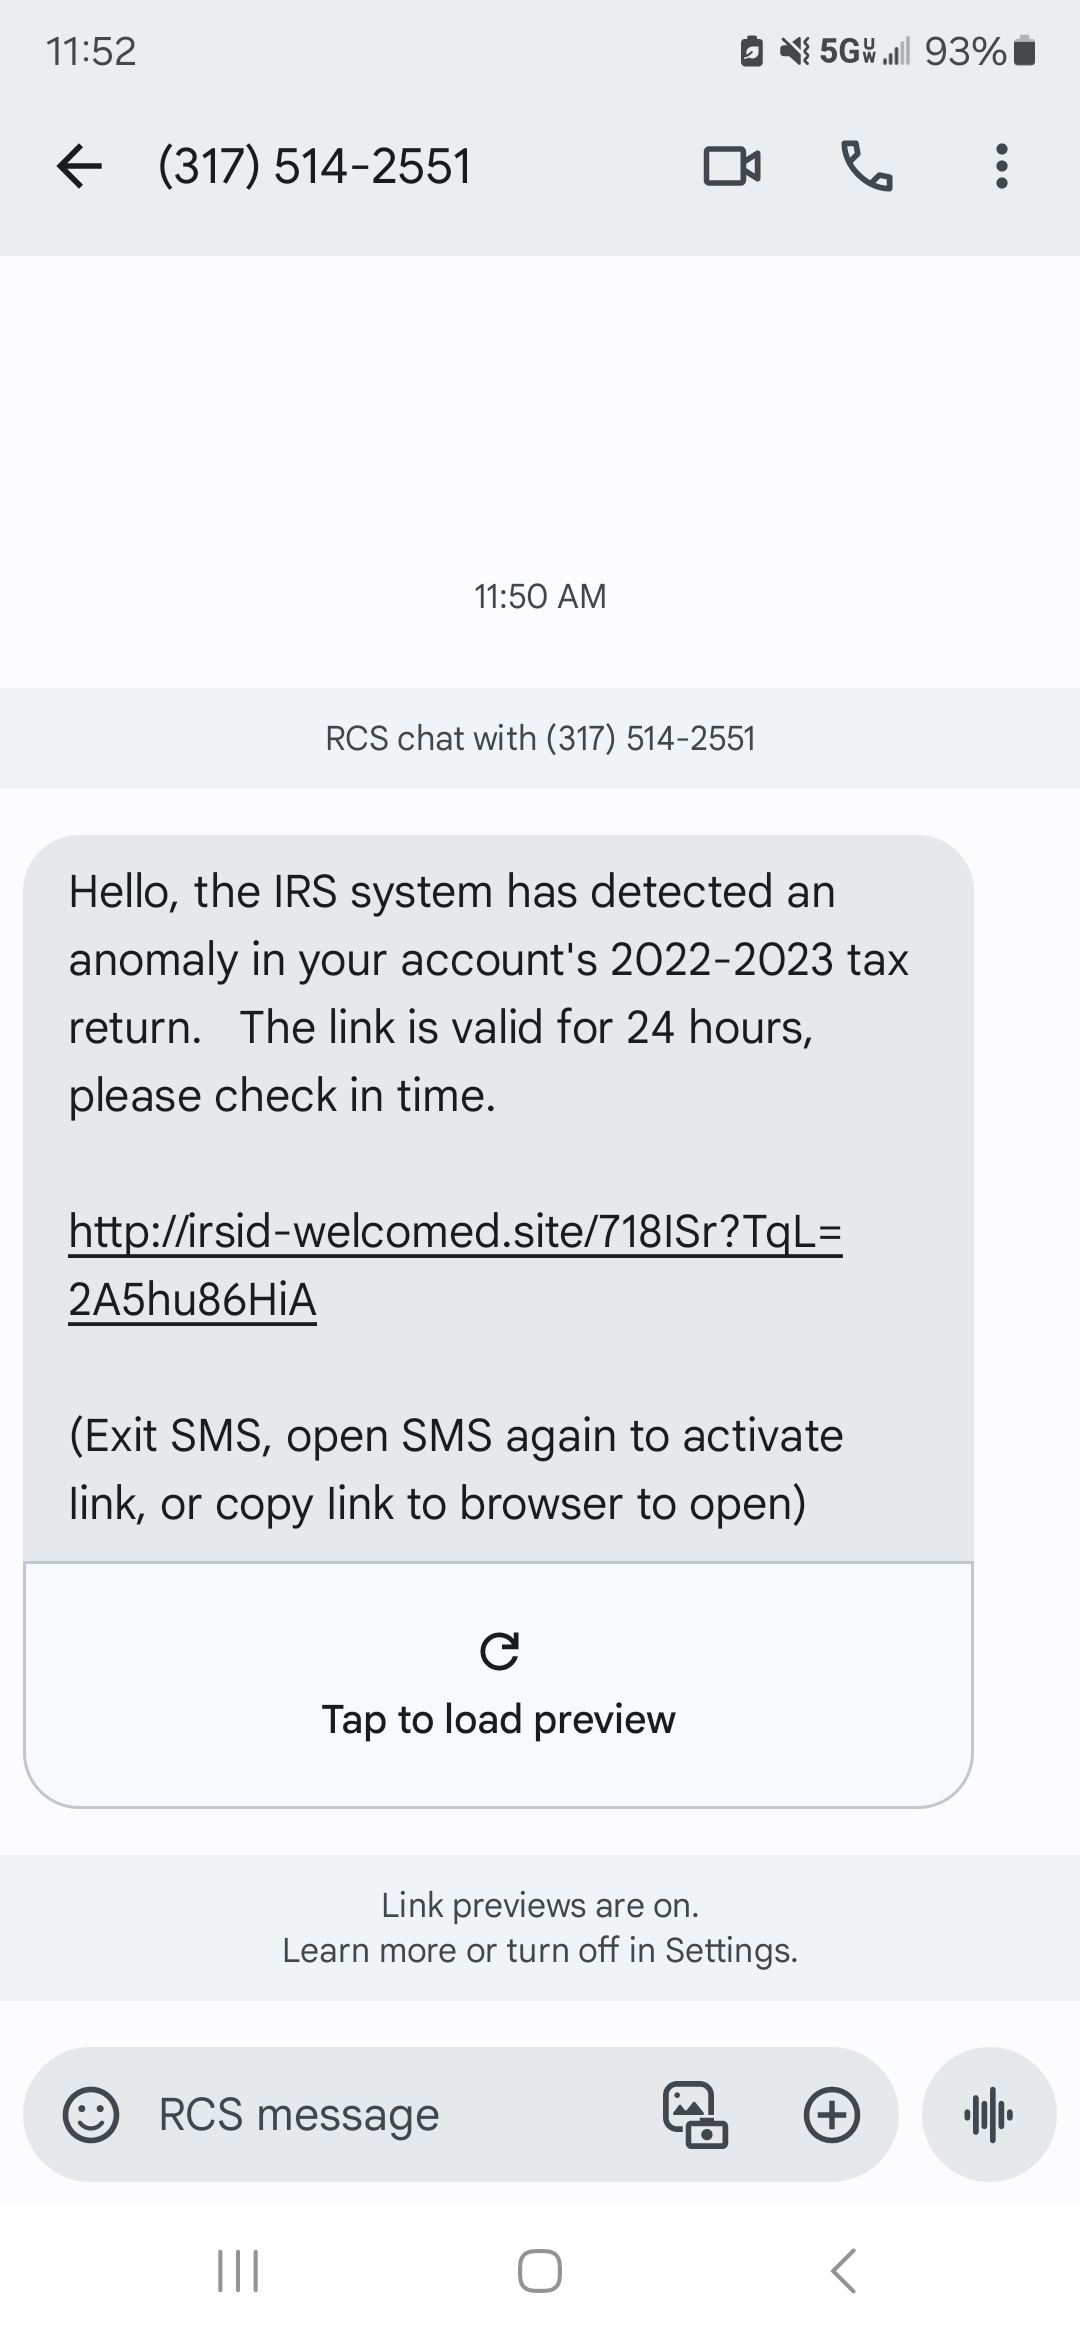 11:52
5G UW 93%
(317) 514-2551
11:50 AM
RCS chat with (317) 514-2551
Hello, the IRS system has detected an
anomaly in your account's 2022-2023 tax
return.   The link is valid for 24 hours,
please check in time.
http://irsid-welcomed.site/718ISr?TqL=
2A5hu86HiA
(Exit SMS, open SMS again to activate
link, or copy link to browser to open)
Tap to load preview
Link previews are on.
Learn more or turn off in Settings.
RCS message